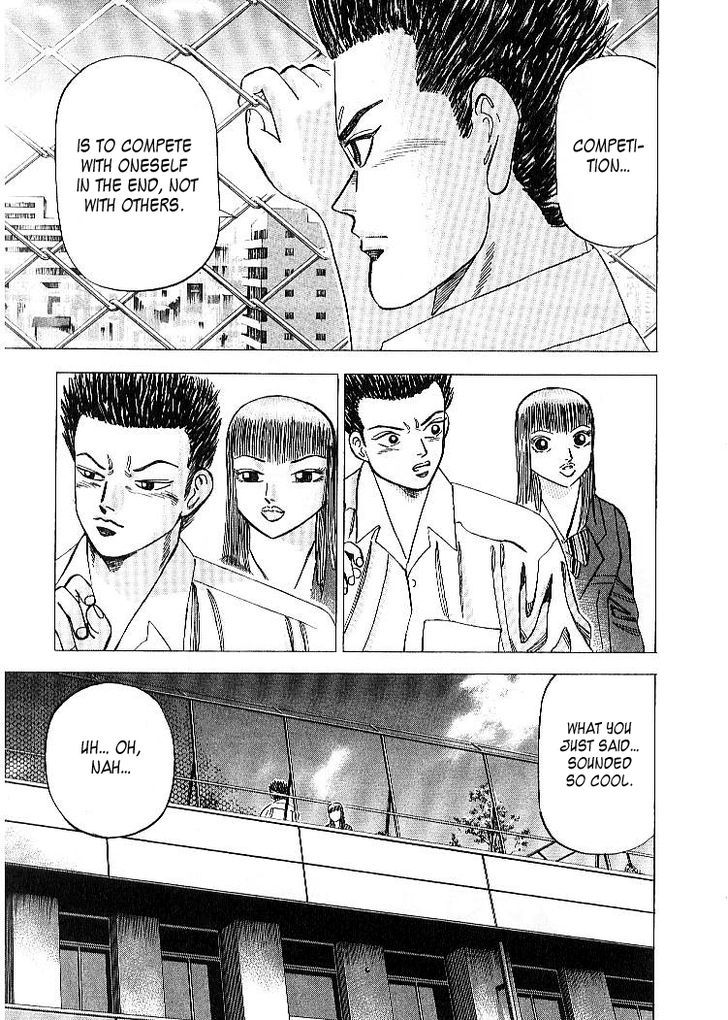 COMPETI-
TION...
IS TO COMPETE
WITH ONESELF
IN THE END, NOT
WITH OTHERS.
WHAT YOU
JUST SAID...
SOUNDED
SO COOL.
UH... OH,
NAH...